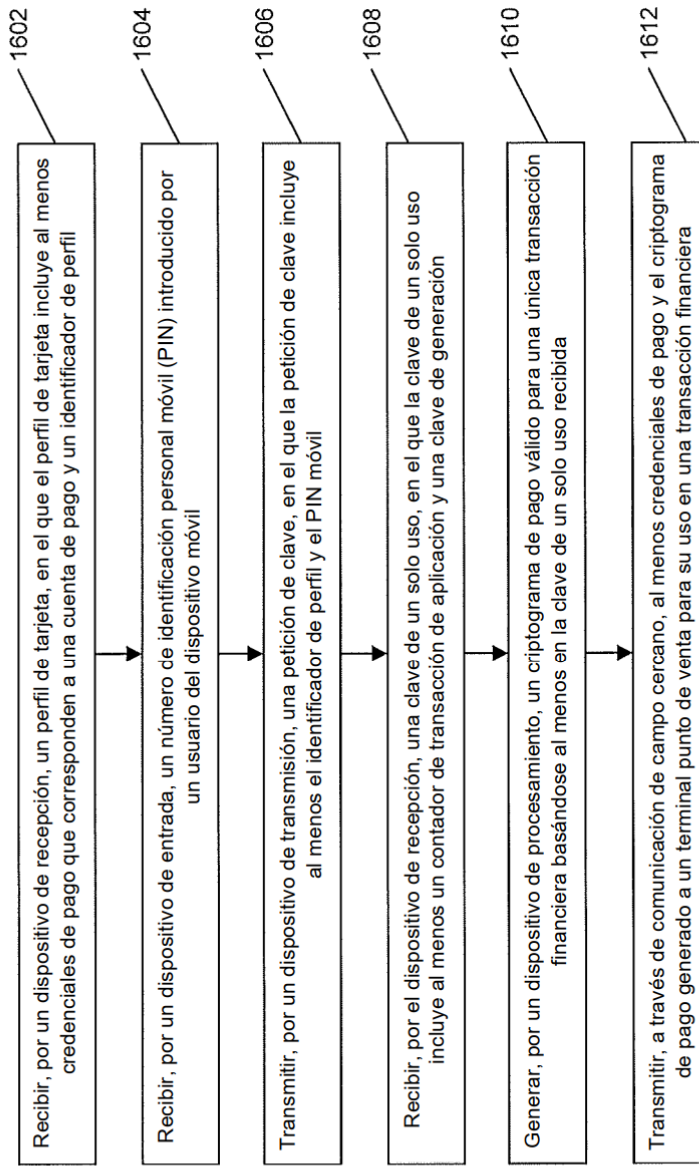 Recibir, por un dispositivo de recepción, un perfil de tarjeta, en el que el perfil de tarjeta incluye al menos
credenciales de pago que corresponden a una cuenta de pago y un identificador de perfil
1602
Recibir, por un dispositivo de entrada, un número de identificación personal móvil (PIN) introducido por
un usuario del dispositivo móvil
1604
Transmitir, por un dispositivo de transmisión, una petición de clave, en el que la petición de clave incluye
al menos el identificador de perfil y el PIN móvil
1606
Recibir, por el dispositivo de recepción, una clave de un solo uso, en el que la clave de un solo uso
incluye al menos un contador de transacción de aplicación y una clave de generación
1608
Generar, por un dispositivo de procesamiento, un criptograma de pago válido para una única transacción
financiera basándose al menos en la clave de un solo uso recibida
1610
Transmitir, a través de comunicación de campo cercano, al menos credenciales de pago y el criptograma
de pago generado a un terminal punto de venta para su uso en una transacción financiera
1612